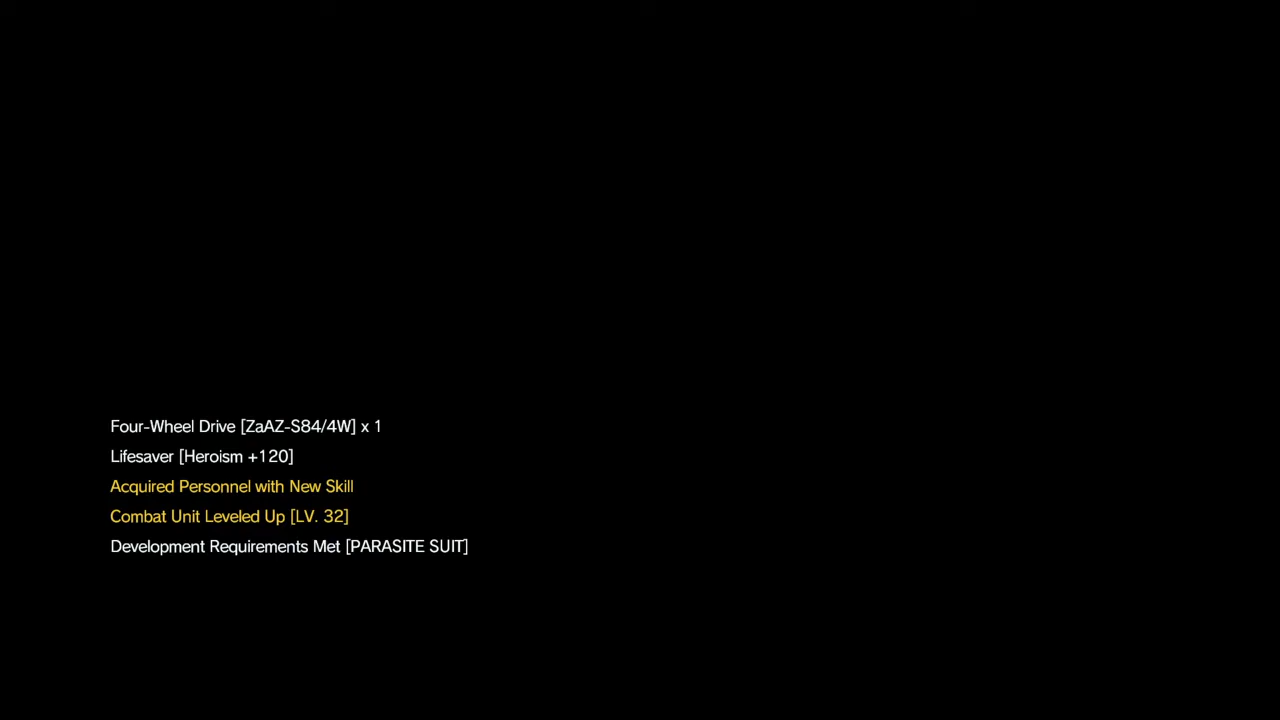 Four-Wheel Drive [ZaAZ-S84/4W] x 1
Lifesaver [Heroism +120]
Acquired Personnel with New Skill
Combat Unit Leveled Up [LV. 32]
Development Requirements Met [PARASITE SUIT]